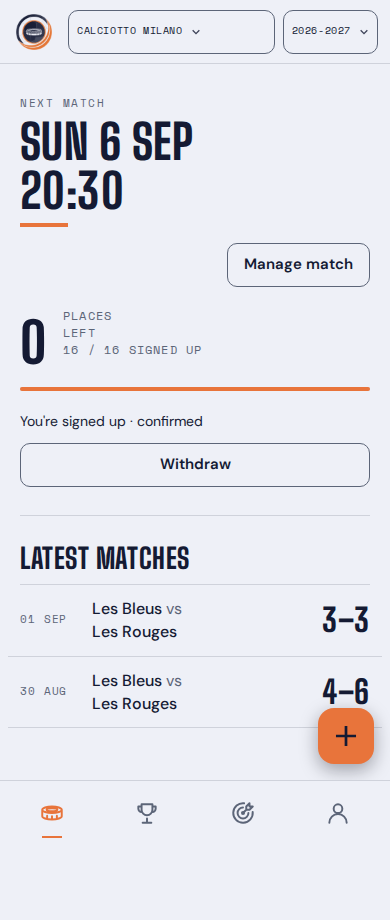 CALCIOTTO MILANO
2026-2027
NEXT MATCH
SUN 6 SEP
20:30
Manage match
0
PLACES
LEFT
16 / 16 SIGNED UP
You're signed up · confirmed
Withdraw
LATEST MATCHES
01 SEP
Les Bleus vs
Les Rouges
3–3
30 AUG
Les Bleus vs
Les Rouges
4–6